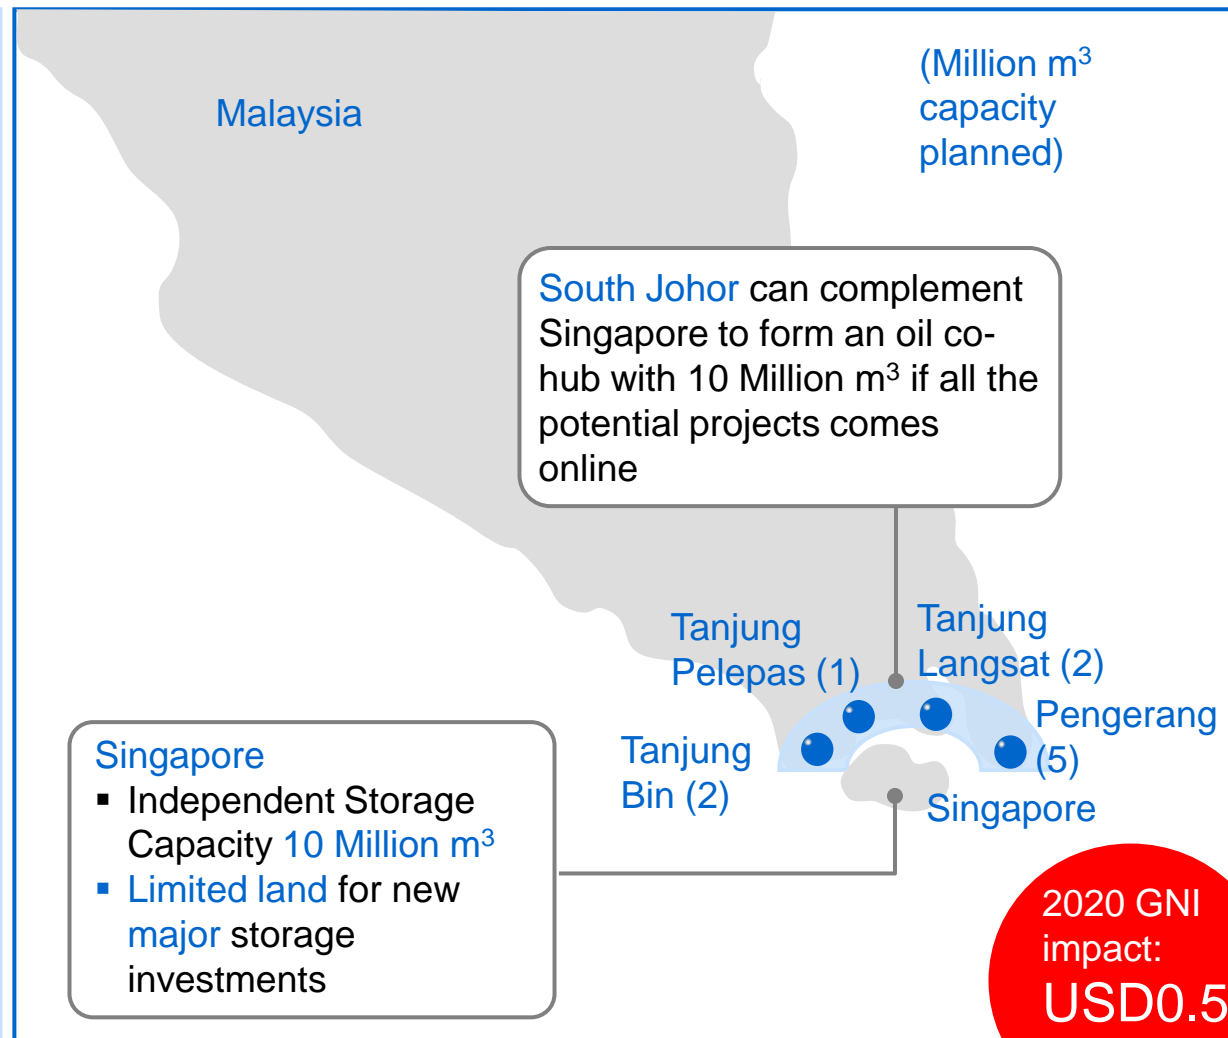 Malaysia
(Million m³
capacity
planned)
South Johor can complement
Singapore to form an oil co-
hub with 10 Million m³ if all the
potential projects comes
online
Tanjung
Pelepas (1)
Tanjung
Langsat (2)
Tanjung
Bin (2)
Pengerang
(5)
Singapore
Singapore
▪ Independent Storage
Capacity 10 Million m³
▪ Limited land for new
major storage
investments
2020 GNI
impact:
USD0.5